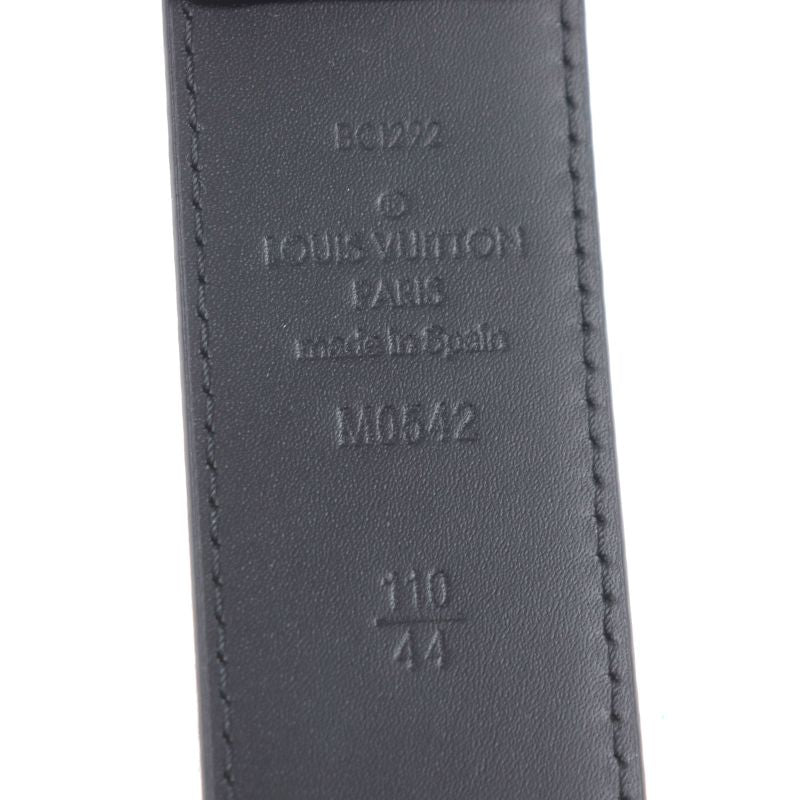 BC1292
®
LOUIS VUITTON
PARIS
made in Spain
M0542
110
44